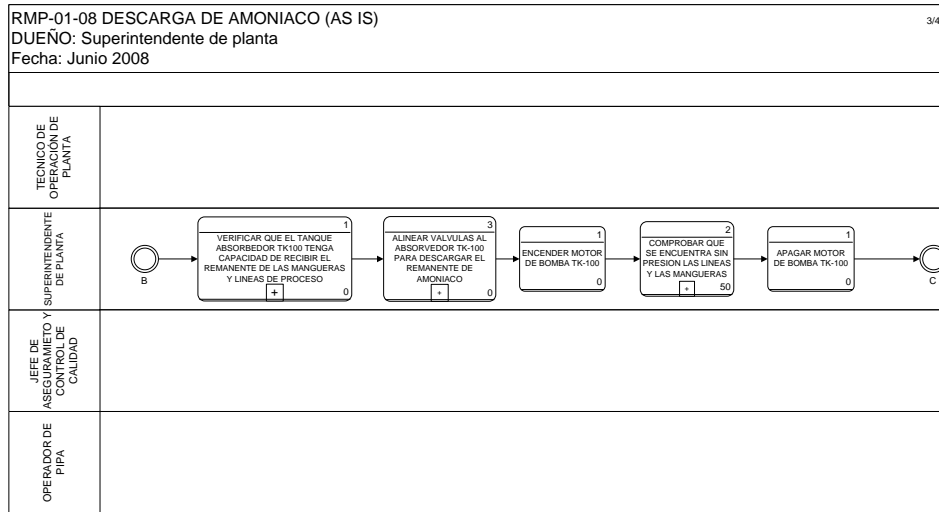 RMP-01-08 DESCARGA DE AMONIACO (AS IS)
3/4
DUEÑO: Superintendente de planta
Fecha: Junio 2008
TECNICO DE
OPERACIÓN DE
PLANTA
SUPERINTENDENTE
DE PLANTA
B
1
VERIFICAR QUE EL TANQUE
ABSORBEDOR TK100 TENGA
CAPACIDAD DE RECIBIR EL
REMANENTE DE LAS MANGUERAS
Y LINEAS DE PROCESO
+
0
3
ALINEAR VALVULAS AL
ABSORVEDOR TK-100
PARA DESCARGAR EL
REMANENTE DE
AMONIACO
+
0
1
ENCENDER MOTOR
DE BOMBA TK-100
0
2
COMPROBAR QUE
SE ENCUENTRA SIN
PRESION LAS LINEAS
Y LAS MANGUERAS
+
50
1
APAGAR MOTOR
DE BOMBA TK-100
0
C
JEFE DE
ASEGURAMIETO Y
CONTROL DE
CALIDAD
OPERADOR DE
PIPA